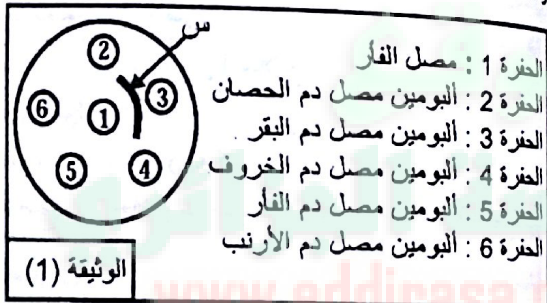 س
2
3
1
6
5
4
الحفرة 1 : مصل الفأر
الحفرة 2 : ألبومين مصل دم الحصان
الحفرة 3 : ألبومين مصل دم البقر .
الحفرة 4 : ألبومين مصل دم الخروف
الحفرة 5 : ألبومين مصل دم الفأر
الحفرة 6 : ألبومين مصل دم الأرنب
الوثيقة (1)